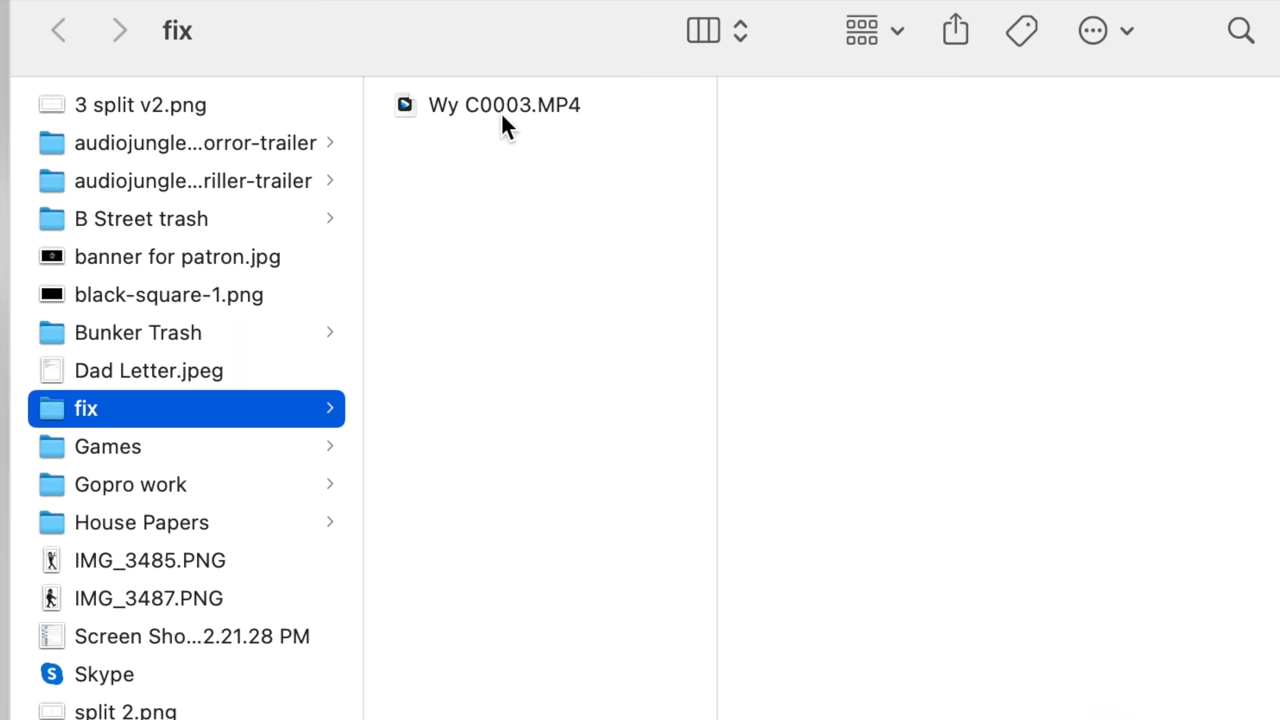 fix
3 split v2.png
audiojungle...orror-trailer
audiojungle...riller-trailer
B Street trash
banner for patron.jpg
black-square-1.png
Bunker Trash
Dad Letter.jpeg
fix
Games
Gopro work
House Papers
IMG_3485.PNG
IMG_3487.PNG
Screen Sho...2.21.28 PM
Skype
split 2.png
Wy C0003.MP4